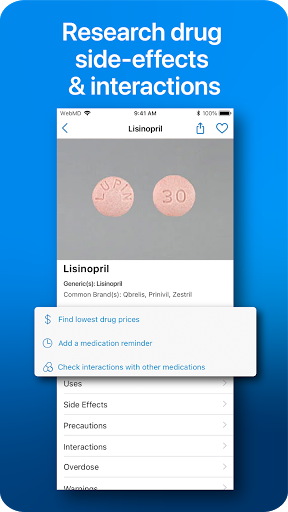 Research drug
side-effects
& interactions
WebMD 9:41 AM 100%
Lisinopril
LUPIN 30
Lisinopril
Generic(s): Lisinopril
Common Brand(s): Qbrelis, Prinivil, Zestril
$ Find lowest drug prices
Add a medication reminder
Check interactions with other medications
Uses
Side Effects
Precautions
Interactions
Overdose
Warnings